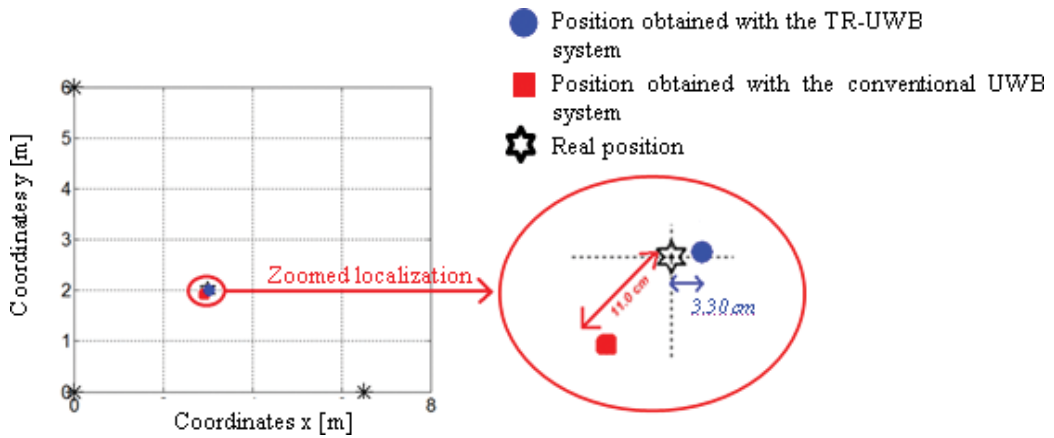 Position obtained with the TR-UWB
system
Position obtained with the conventional UWB
system
Real position
Coordinates y [m]
6
5
4
3
2
1
0
0
8
Coordinates x [m]
Zoomed localization
11.0 cm
3.30 cm